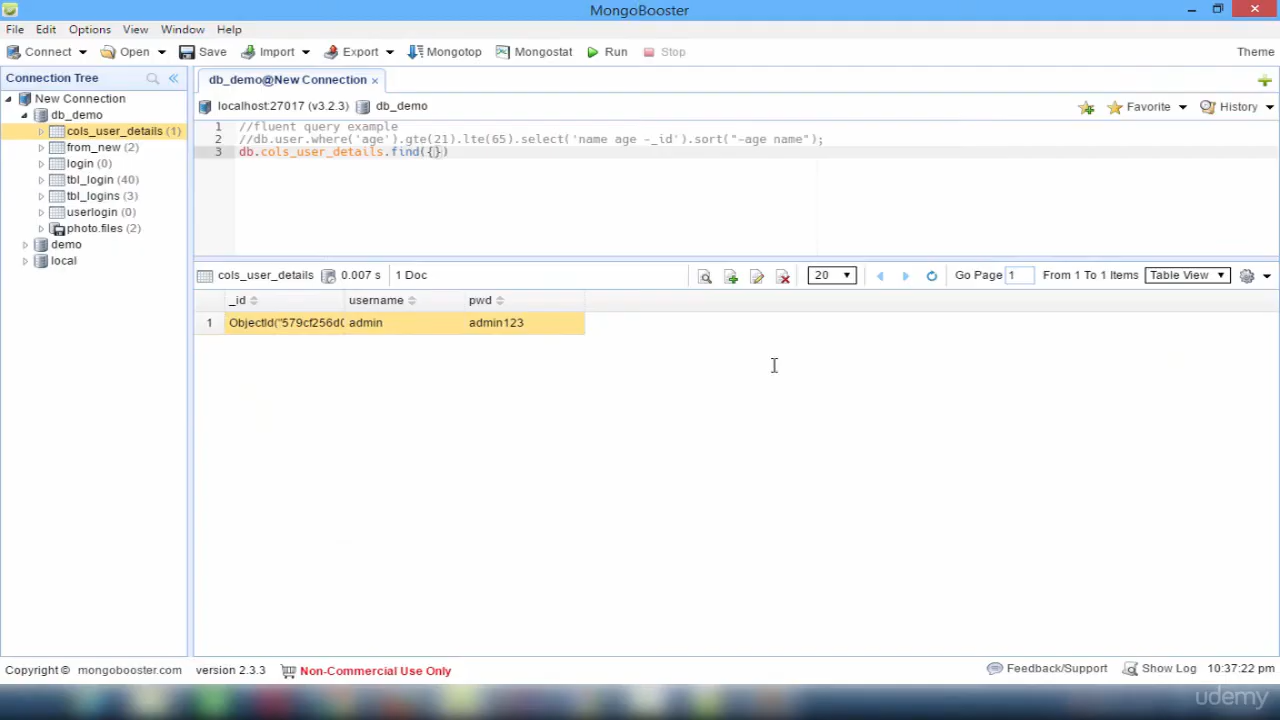 MongoBooster
File Edit Options View Window Help
Connect Open Save Import Export Mongotop Mongostat Run Stop Theme
Connection Tree
db_demo@New Connection ×
New Connection
localhost:27017 (v3.2.3) db_demo Favorite History
db_demo
cols_user_details (1)
from_new (2)
login (0)
tbl_login (40)
tbl_logins (3)
userlogin (0)
photo.files (2)
demo
local
1 //fluent query example
2 //db.user.where('age').gte(21).lte(65).select('name age -_id').sort("-age name");
3 db.cols_user_details.find({})
cols_user_details 0.007 s 1 Doc 20 Go Page 1 From 1 To 1 Items Table View
_id username pwd
1 ObjectId("579cf256d0 admin admin123
Copyright © mongobooster.com version 2.3.3 Non-Commercial Use Only Feedback/Support Show Log 10:37:22 pm
udemy